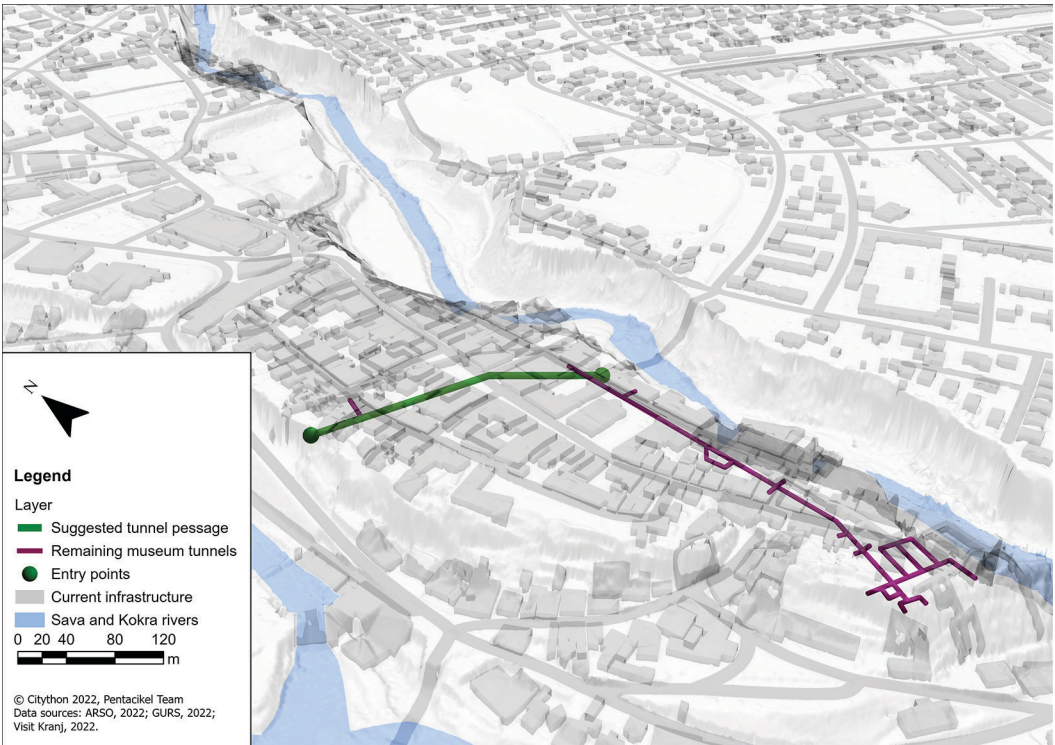 N
Legend
Layer
Suggested tunnel pessage
Remaining museum tunnels
Entry points
Current infrastructure
Sava and Kokra rivers
0 20 40 80 120
m
© Citython 2022, Pentacikel Team
Data sources: ARSO, 2022; GURS, 2022;
Visit Kranj, 2022.